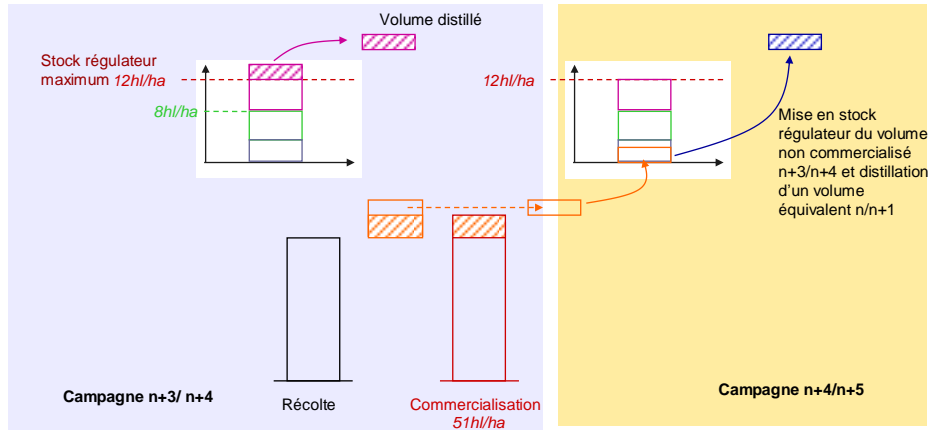 Volume distillé
Stock régulateur
maximum 12hl/ha
8hl/ha
12hl/ha
Mise en stock
régulateur du volume
non commercialisé
n+3/n+4 et distillation
d'un volume
équivalent n/n+1
Campagne n+3/ n+4
Récolte
Commercialisation
51hl/ha
Campagne n+4/n+5